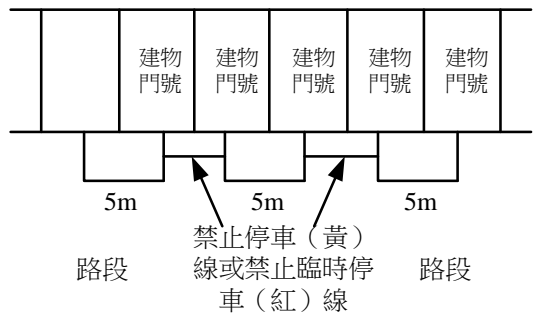 建物 建物 建物 建物 建物
門號 門號 門號 門號 門號
5m 5m 5m
禁止停車（黃）
線或禁止臨時停
車（紅）線
路段 路段